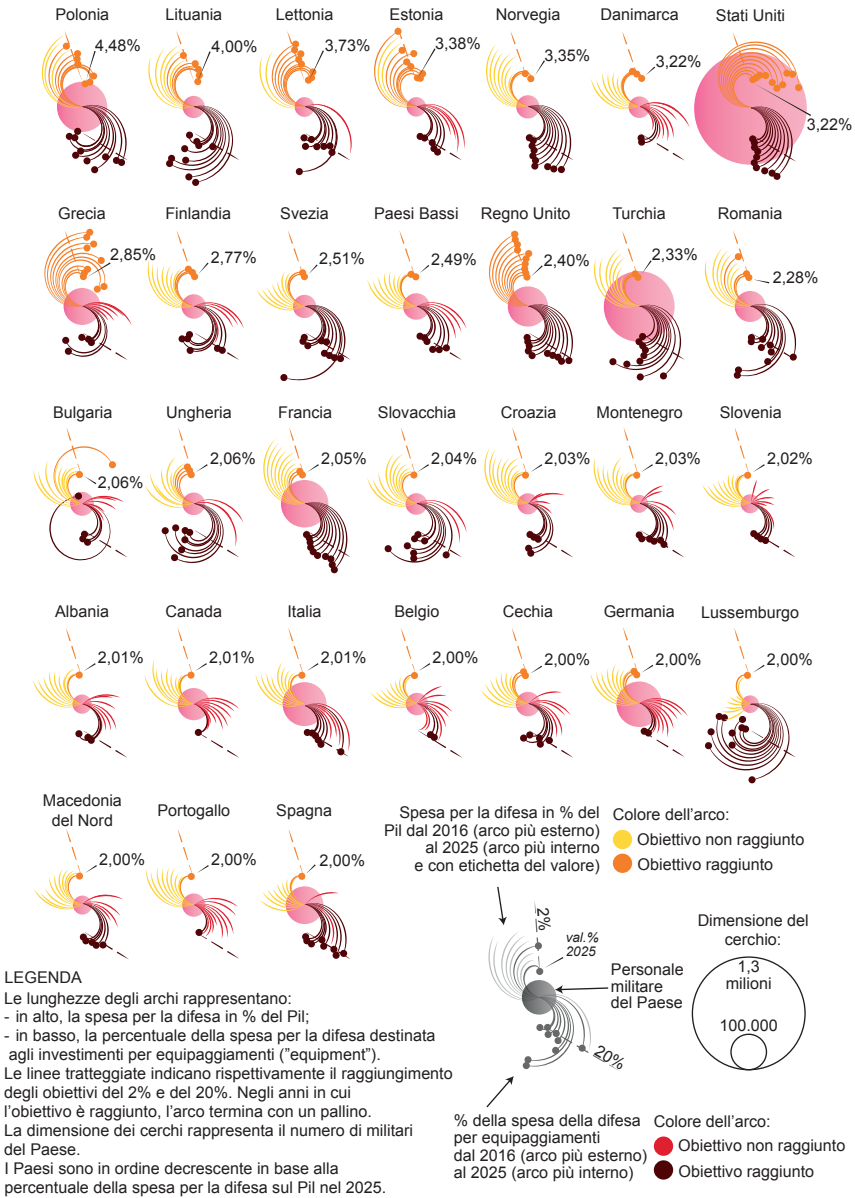 Polonia
4,48%
Lituania
4,00%
Lettonia
3,73%
Estonia
3,38%
Norvegia
3,35%
Danimarca
3,22%
Stati Uniti
3,22%
Grecia
2,85%
Finlandia
2,77%
Svezia
2,51%
Paesi Bassi
2,49%
Regno Unito
2,40%
Turchia
2,33%
Romania
2,28%
Bulgaria
2,06%
Ungheria
2,06%
Francia
2,05%
Slovacchia
2,04%
Croazia
2,03%
Montenegro
2,03%
Slovenia
2,02%
Albania
2,01%
Canada
2,01%
Italia
2,01%
Belgio
2,00%
Cechia
2,00%
Germania
2,00%
Lussemburgo
2,00%
Macedonia
del Nord
2,00%
Portogallo
2,00%
Spagna
2,00%
Spesa per la difesa in % del
Pil dal 2016 (arco più esterno)
al 2025 (arco più interno
e con etichetta del valore)
Colore dell'arco:
Obiettivo non raggiunto
Obiettivo raggiunto
2%
val.%
2025
Personale
militare
del Paese
20%
Dimensione del
cerchio:
1,3
milioni
100.000
% della spesa della difesa
per equipaggiamenti
dal 2016 (arco più esterno)
al 2025 (arco più interno)
Colore dell'arco:
Obiettivo non raggiunto
Obiettivo raggiunto
LEGENDA
Le lunghezze degli archi rappresentano:
- in alto, la spesa per la difesa in % del Pil;
- in basso, la percentuale della spesa per la difesa destinata
agli investimenti per equipaggiamenti ("equipment").
Le linee tratteggiate indicano rispettivamente il raggiungimento
degli obiettivi del 2% e del 20%. Negli anni in cui
l'obiettivo è raggiunto, l'arco termina con un pallino.
La dimensione dei cerchi rappresenta il numero di militari
del Paese.
I Paesi sono in ordine decrescente in base alla
percentuale della spesa per la difesa sul Pil nel 2025.